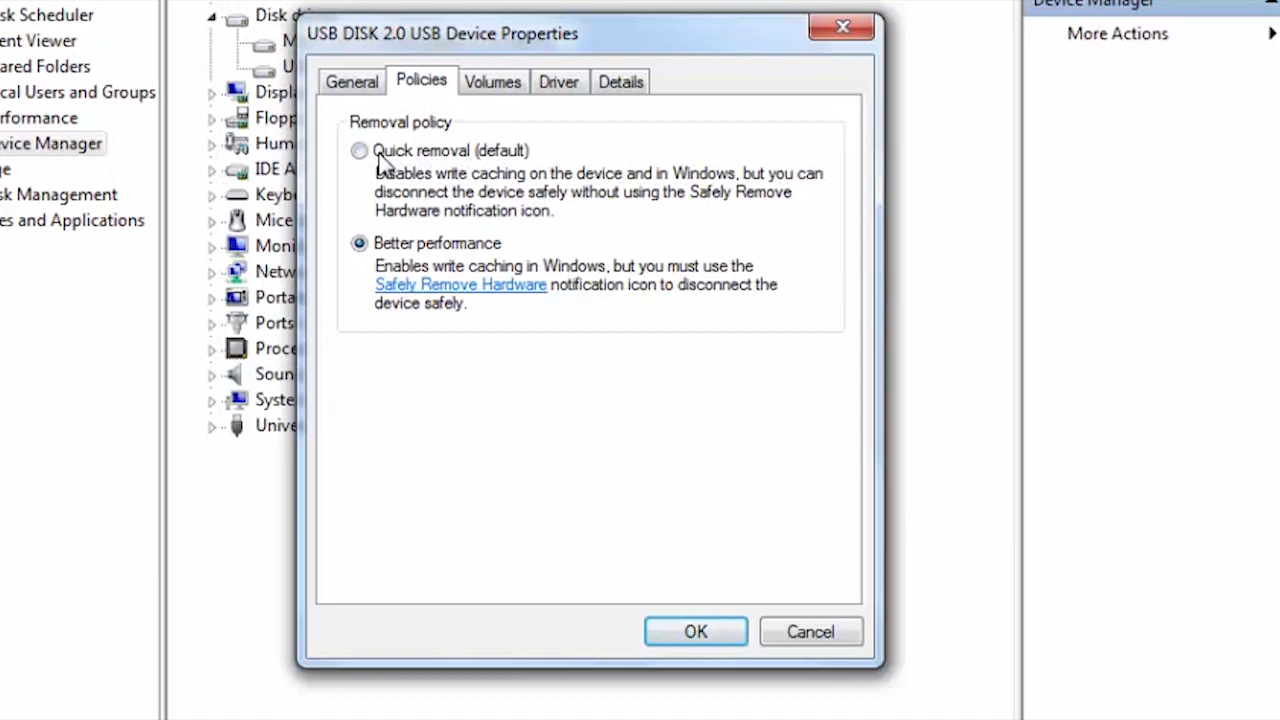 sk Scheduler
ent Viewer
ared Folders
cal Users and Groups
rformance
vice Manager
e
sk Management
es and Applications
Disk d
M
U
Displ
Flopp
Hum
IDE A
Keyb
Mice
Moni
Netw
Porta
Ports
Proce
Soun
Syste
Unive
USB DISK 2.0 USB Device Properties
General
Policies
Volumes
Driver
Details
Removal policy
Quick removal (default)
write caching on the device and in Windows, but you can
disconnect the device safely without using the Safely Remove
Hardware notification icon.
Better performance
Enables write caching in Windows, but you must use the
Safely Remove Hardware notification icon to disconnect the
device safely.
OK
Cancel
Device Manager
More Actions